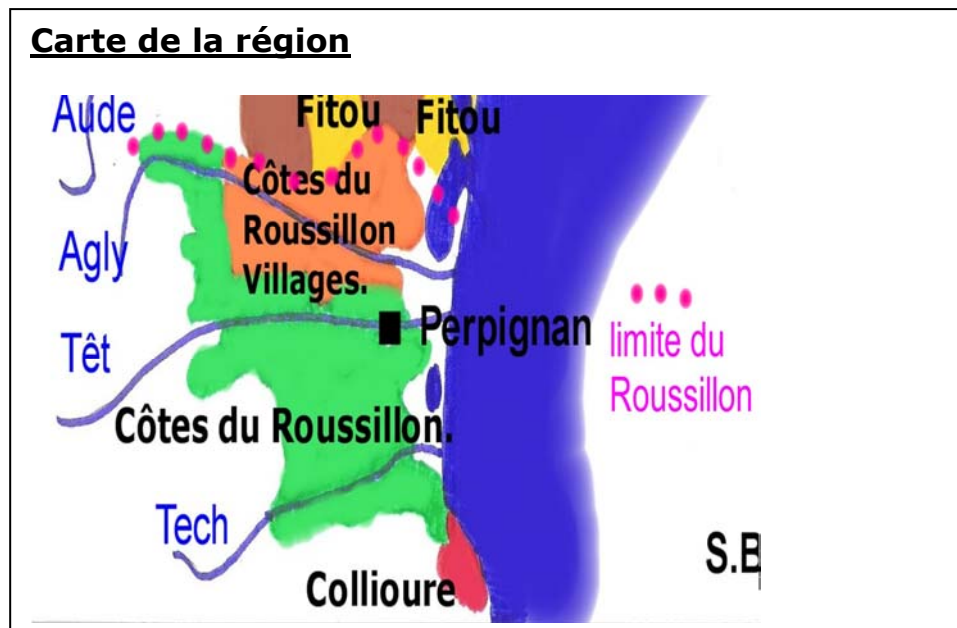 Carte de la région
Aude
Fitou
Fitou
Côtes du
Roussillon
Villages.
Agly
Perpignan
limite du
Roussillon
Têt
Côtes du Roussillon.
Tech
Collioure
S.B